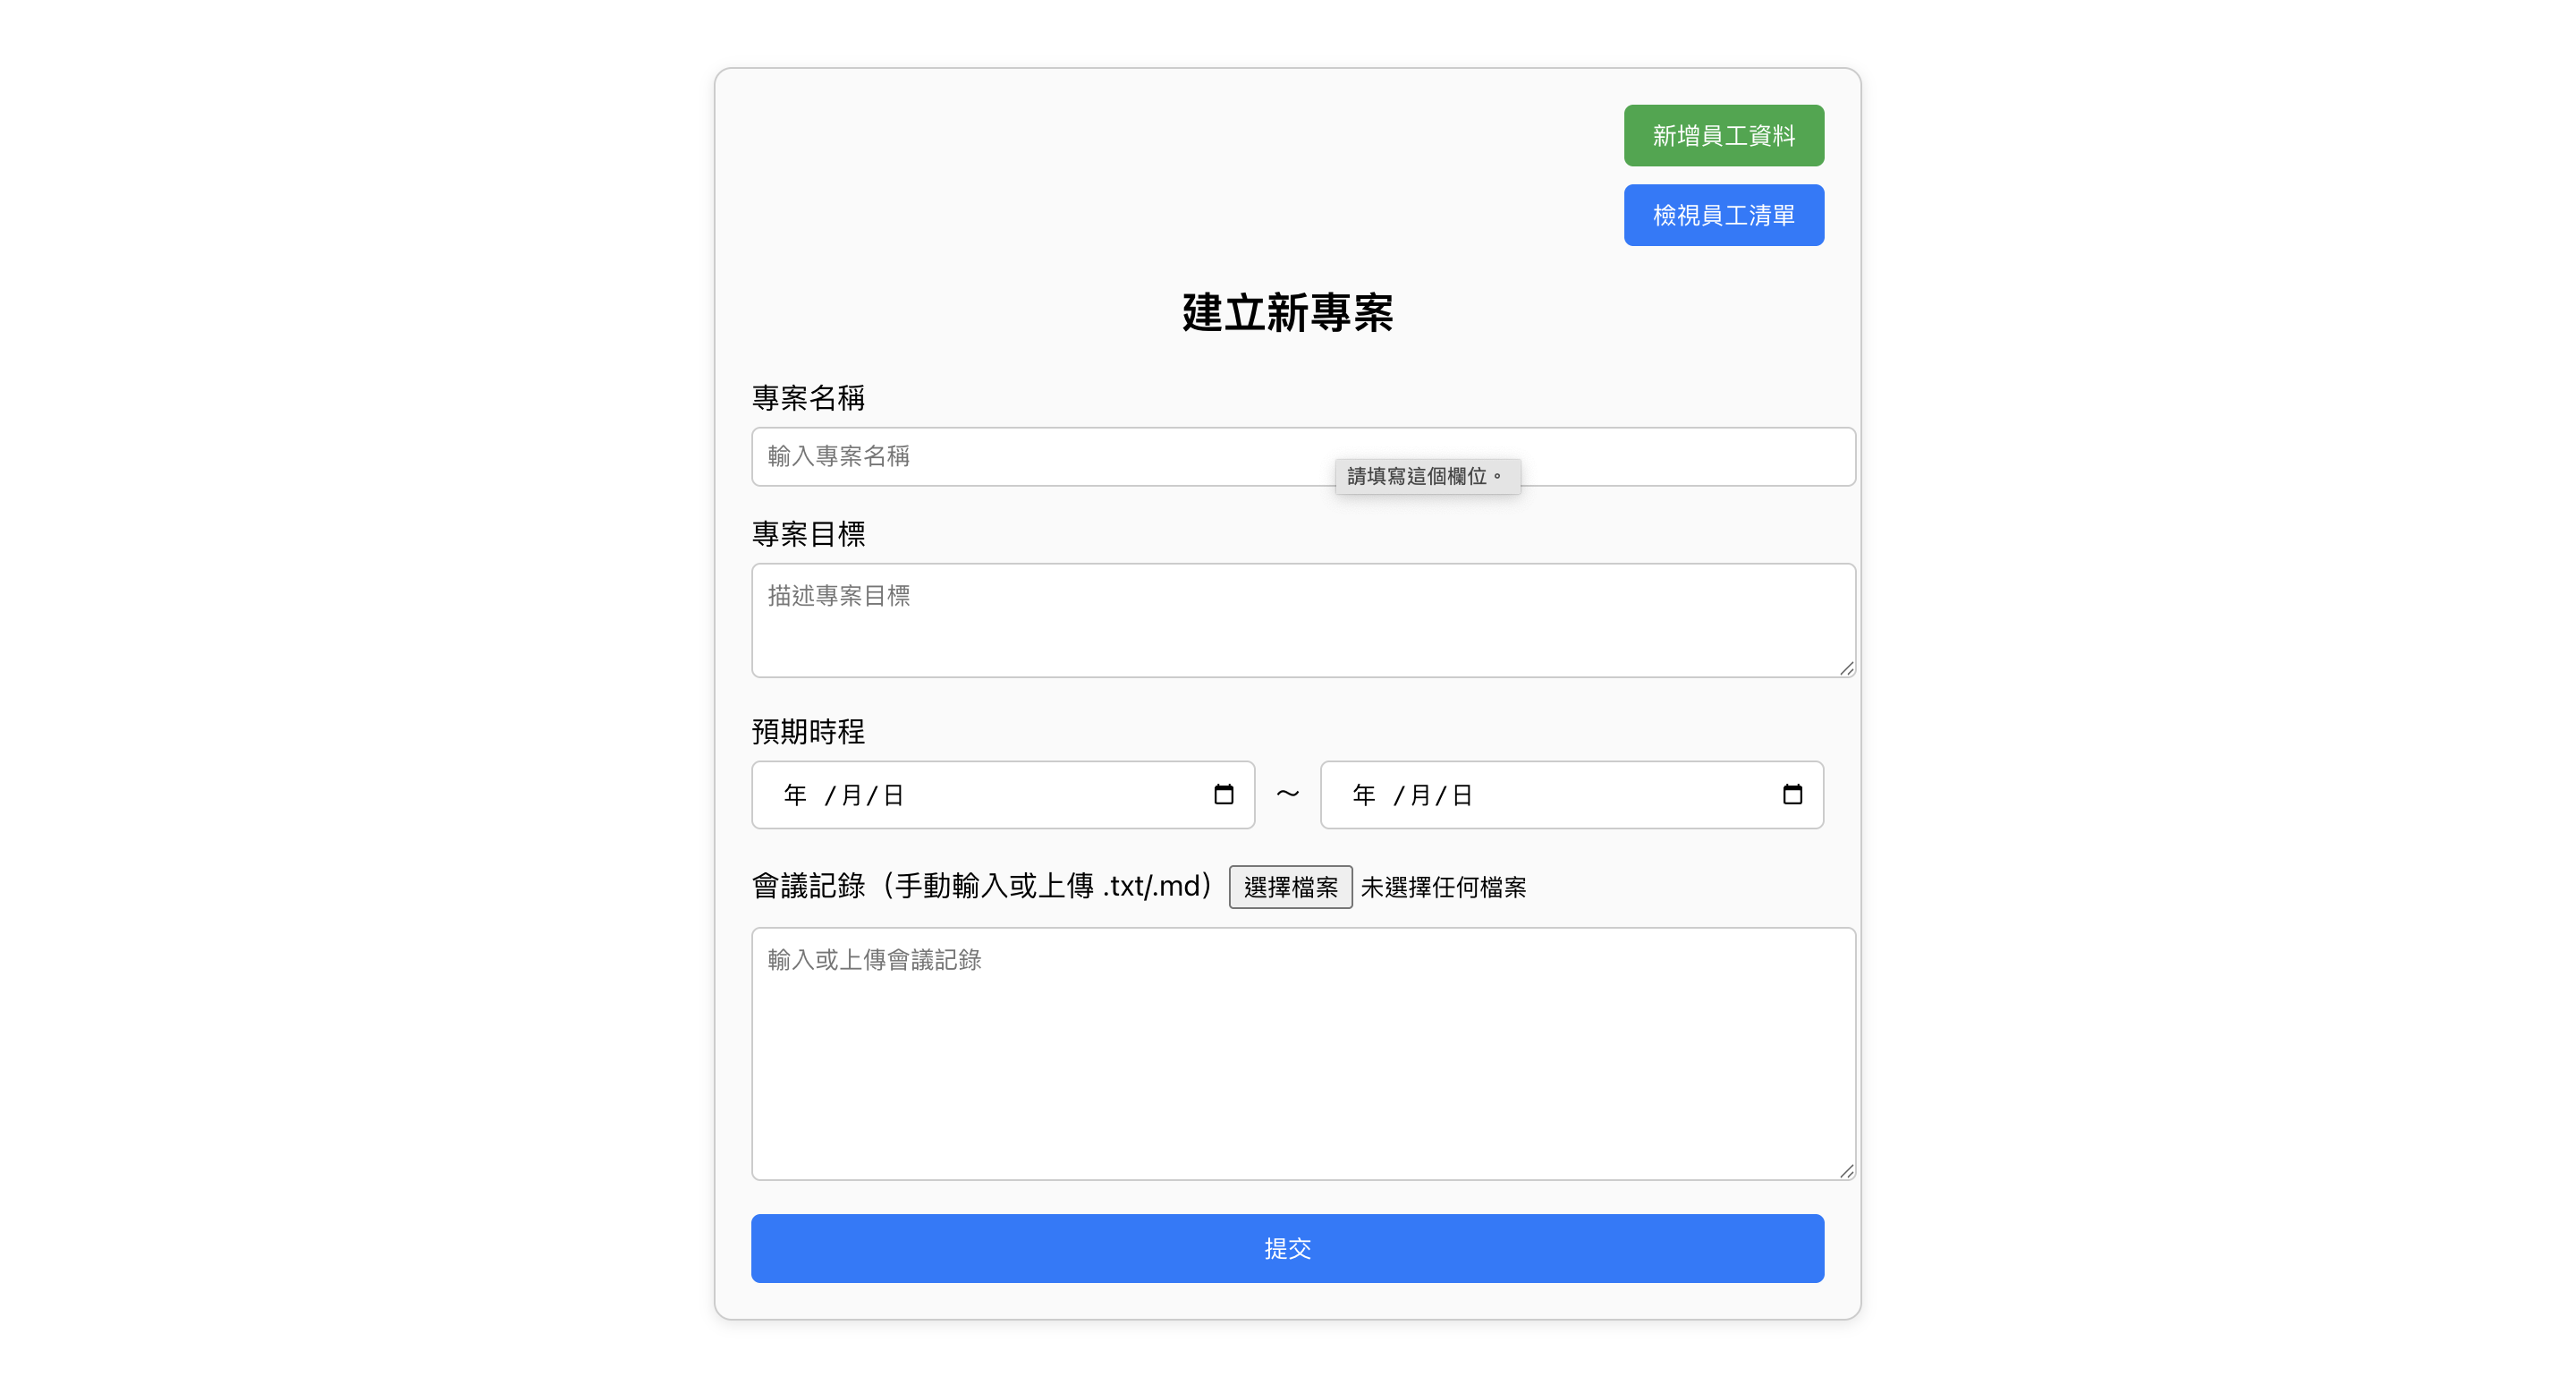 新增員工資料
檢視員工清單
建立新專案
專案名稱
輸入專案名稱
請填寫這個欄位。
專案目標
描述專案目標
預期時程
年 /月/日 ～ 年 /月/日
會議記錄（手動輸入或上傳 .txt/.md） 選擇檔案 未選擇任何檔案
輸入或上傳會議記錄
提交